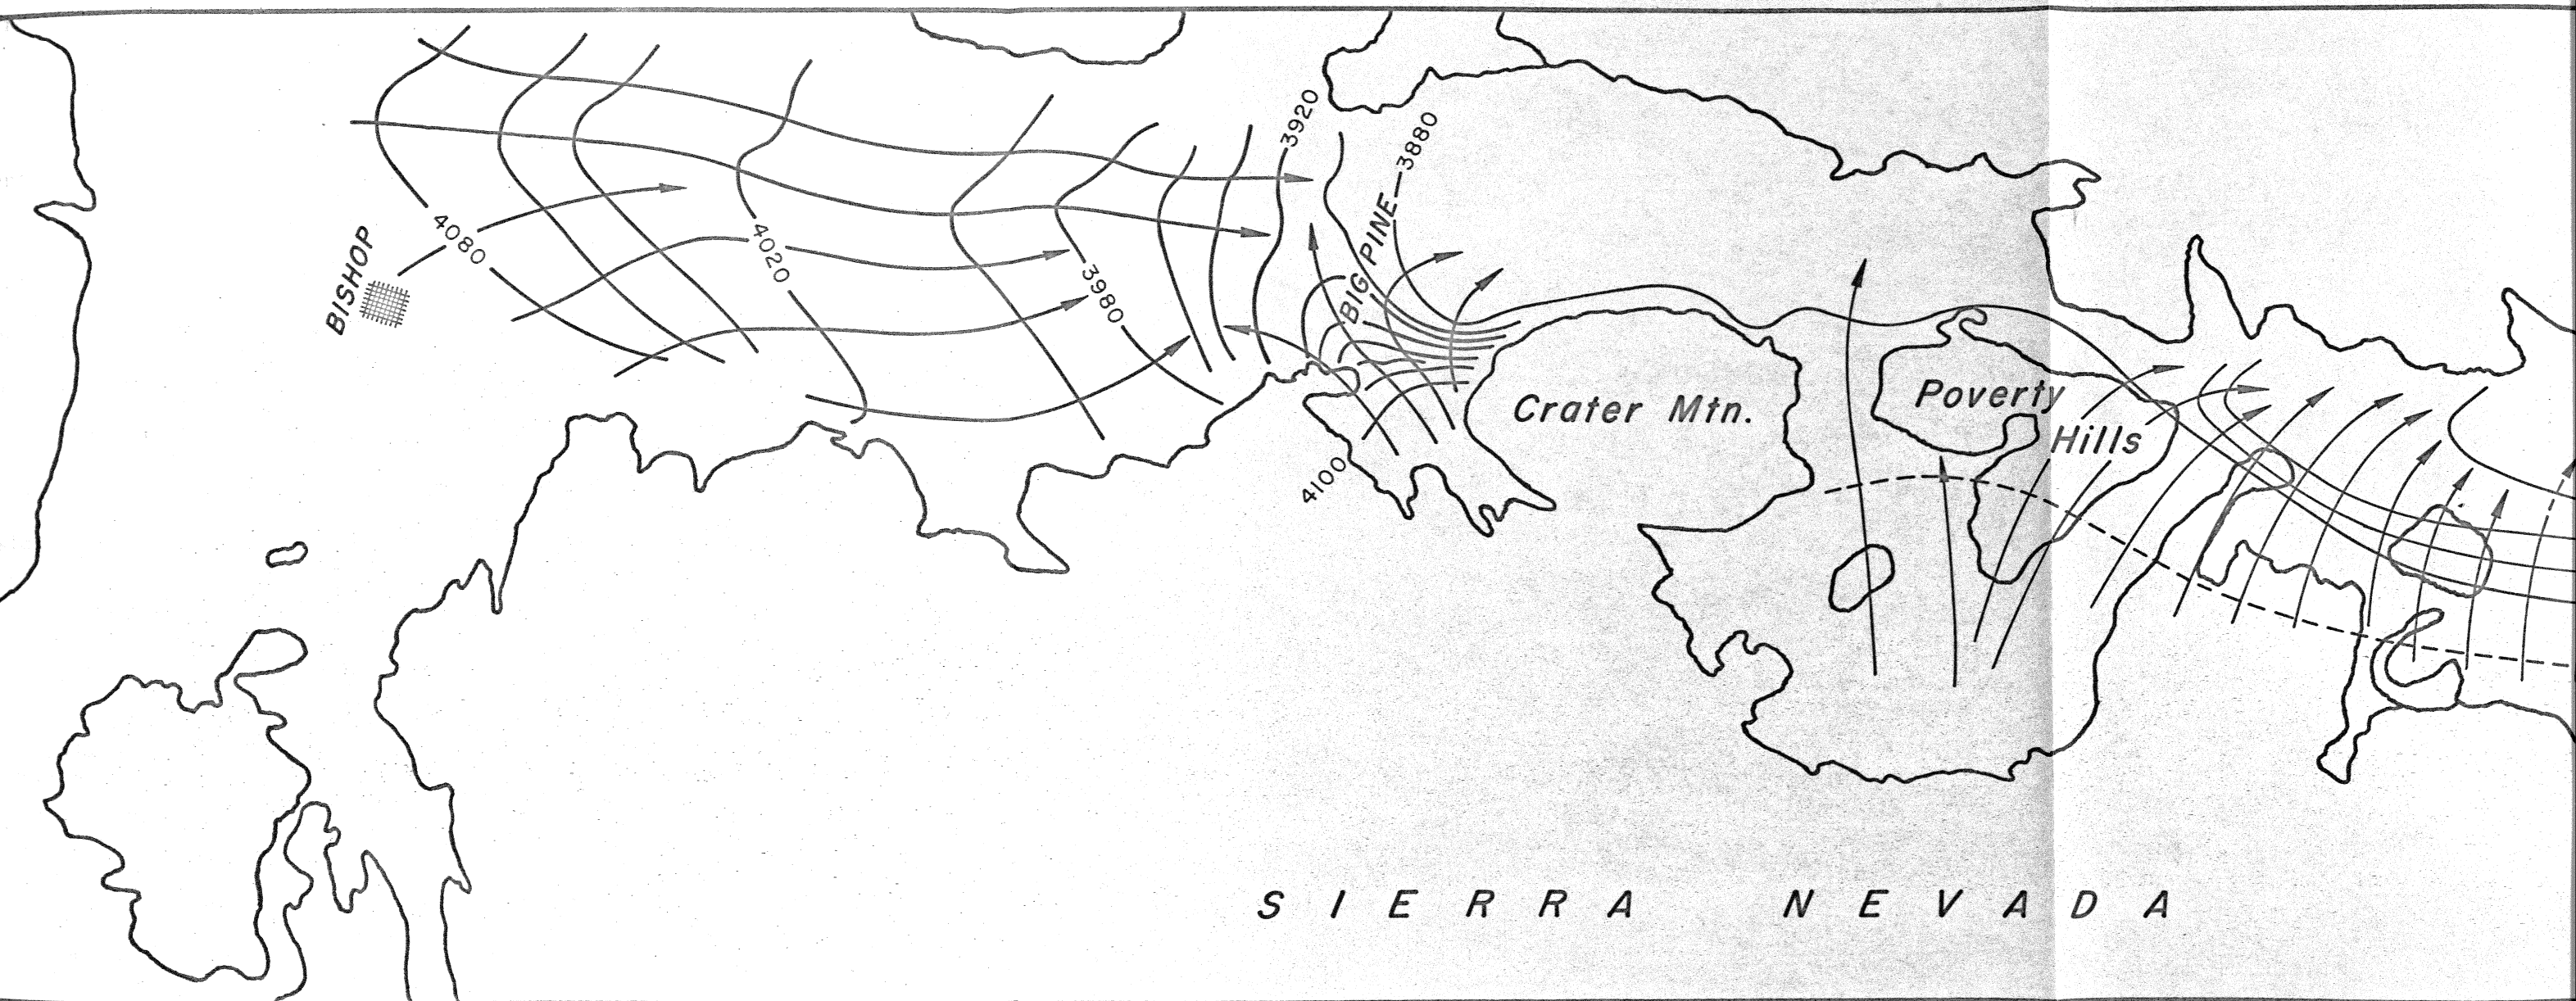 3920
3880
4080
4020
3980
BISHOP
BIG PINE
4100
Crater Mtn.
Poverty
Hills
SIERRA NEVADA